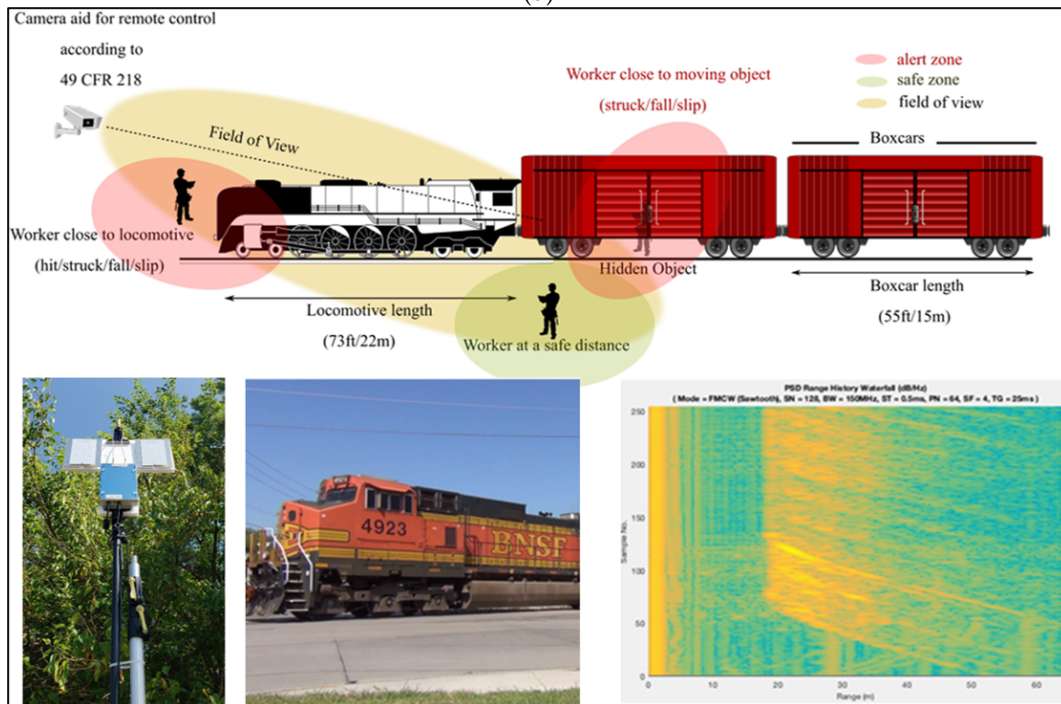 Camera aid for remote control
according to
49 CFR 218
Field of View
Worker close to moving object
(struck/fall/slip)
alert zone
safe zone
field of view
Boxcars
Worker close to locomotive
(hit/struck/fall/slip)
Hidden Object
Locomotive length
(73ft/22m)
Worker at a safe distance
Boxcar length
(55ft/15m)
4923
4923
BNSF
PSD Range History Waterfall (dB/Hz)
( Mode = FMCW (Sawtooth), SN = 128, BW = 150MHz, ST = 0.5ms, PN = 64, SF = 4, TG = 25ms )
250
200
150
100
50
0
Sample No.
0
10
20
30
40
50
60
Range (m)